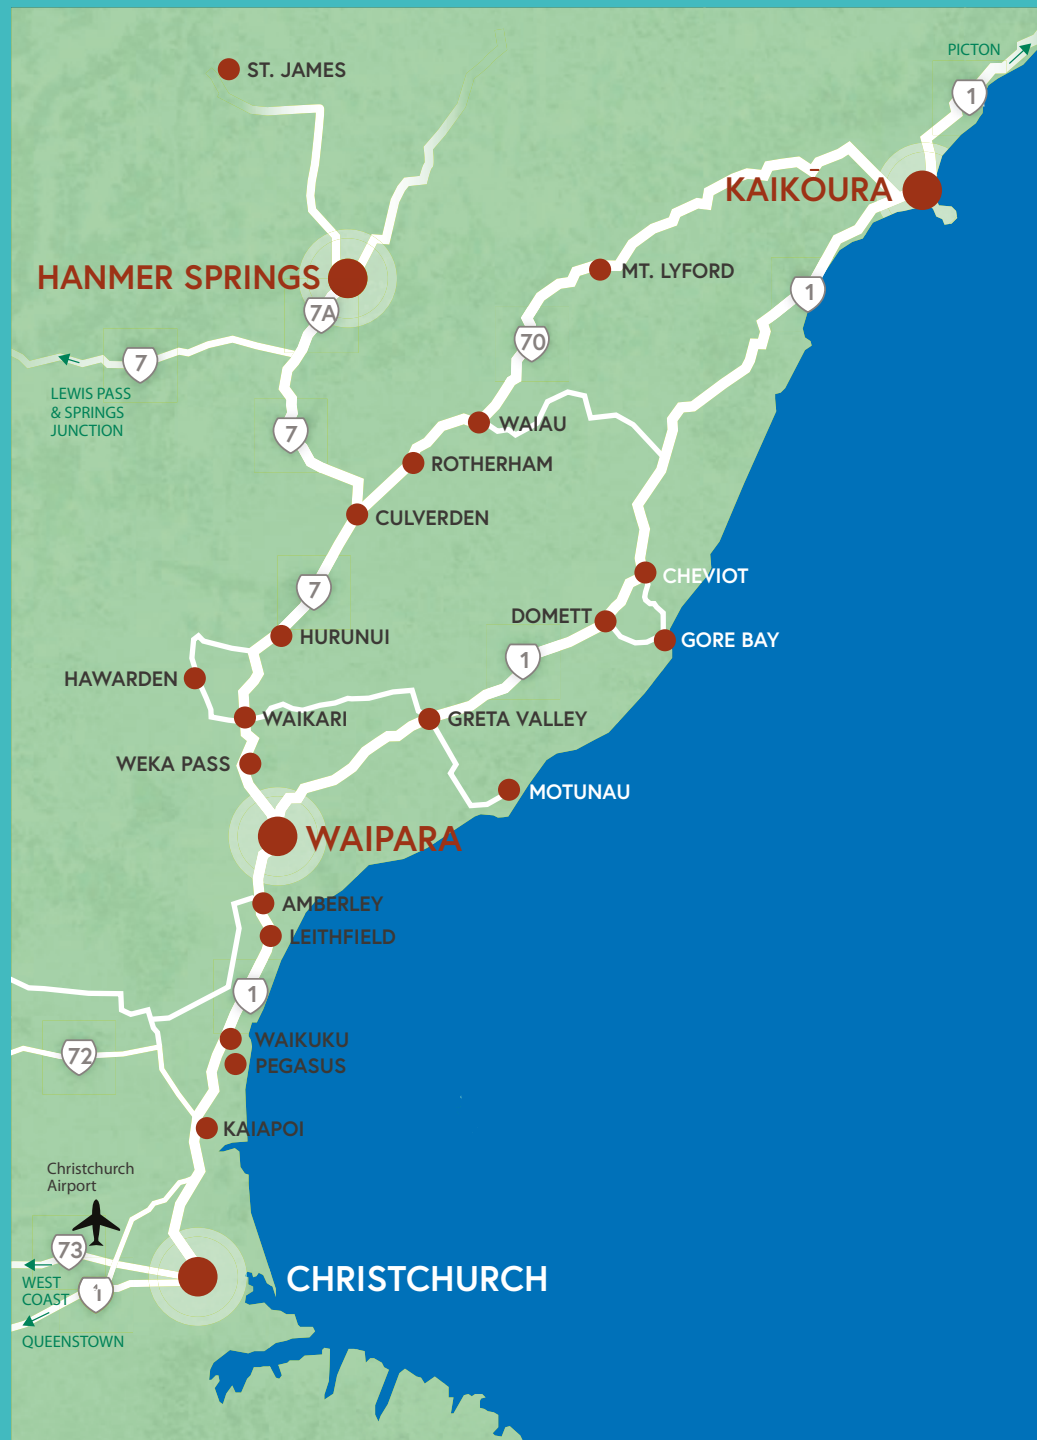 PICTON
ST. JAMES
1
KAIKŌURA
HANMER SPRINGS
MT. LYFORD
1
7A
70
7
LEWIS PASS
& SPRINGS
JUNCTION
7
WAIAU
ROTHERHAM
CULVERDEN
CHEVIOT
7
DOMETT
HURUNUI
GORE BAY
1
HAWARDEN
WAIKARI
GRETA VALLEY
WEKA PASS
MOTUNAU
WAIPARA
AMBERLEY
LEITHFIELD
1
WAIKUKU
72
PEGASUS
KAIAPOI
Christchurch
Airport
73
CHRISTCHURCH
WEST
COAST
1
QUEENSTOWN